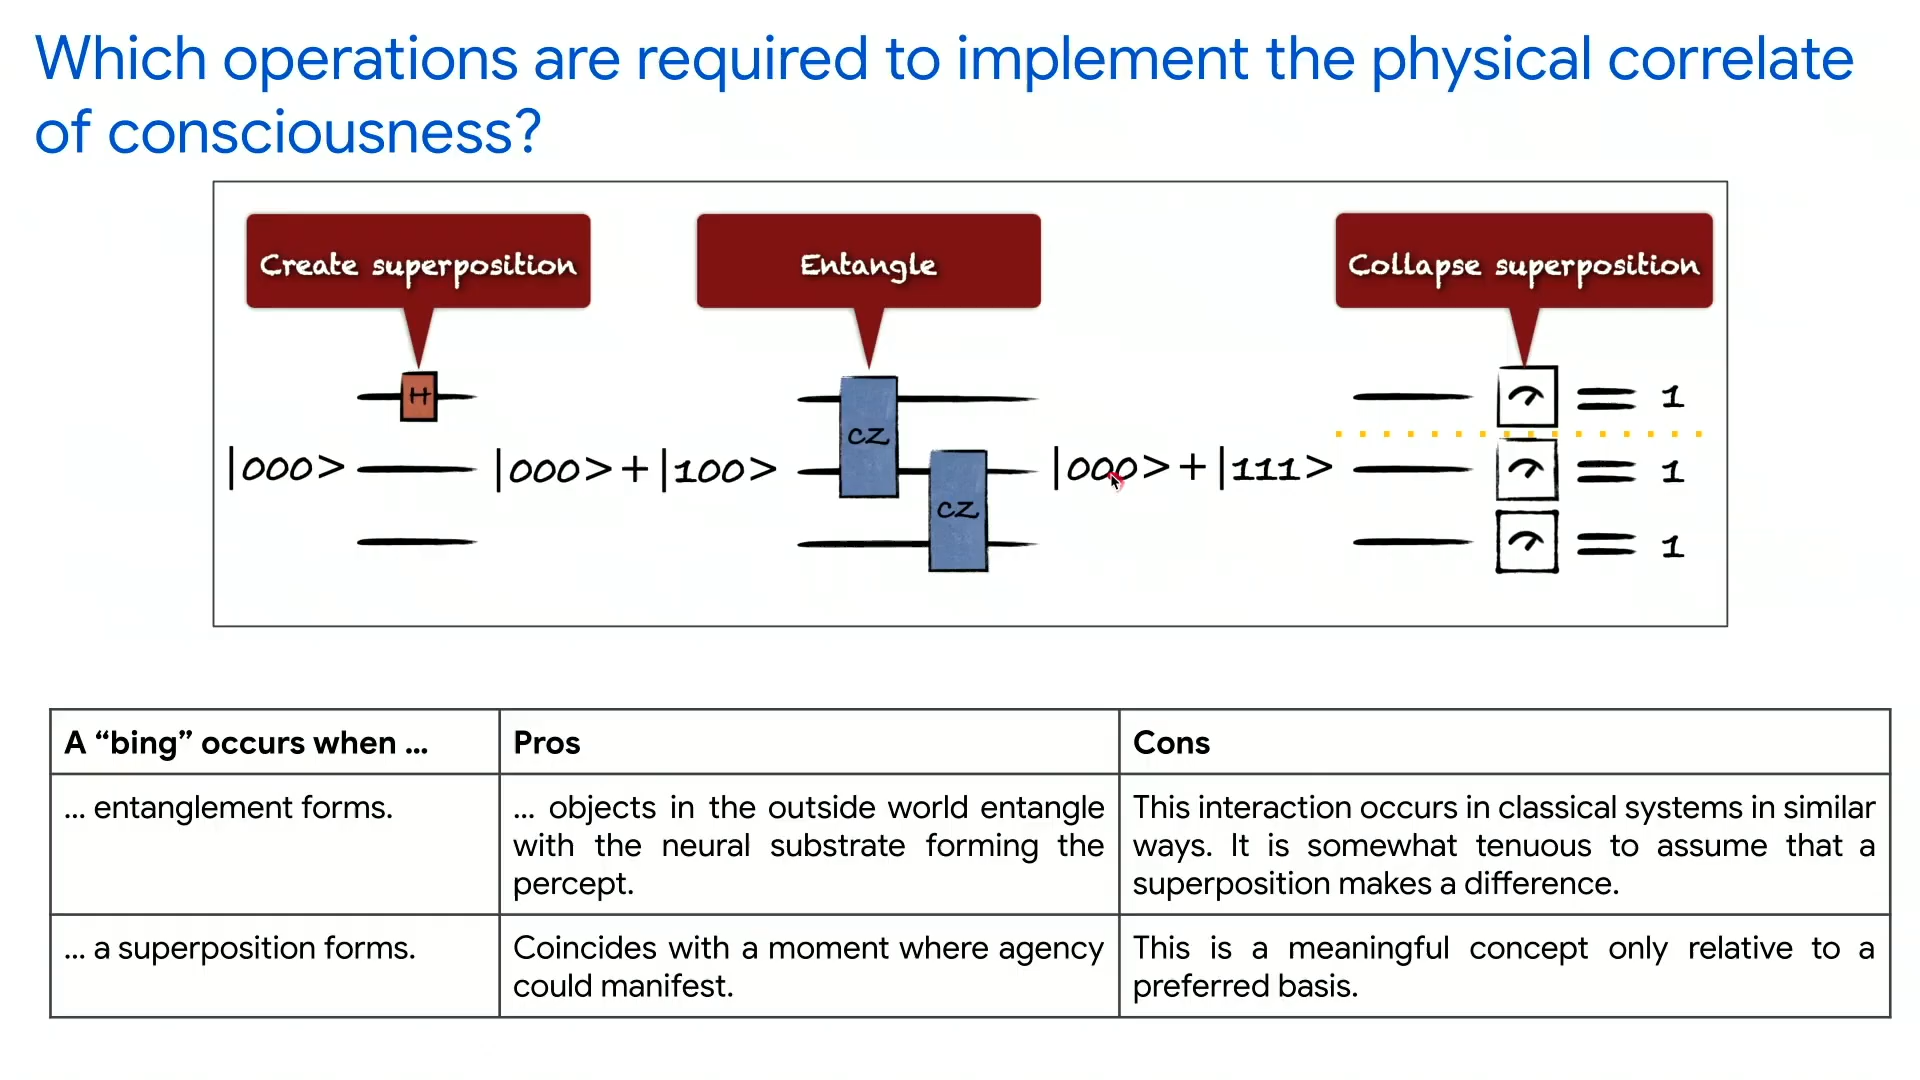 Which operations are required to implement the physical correlate
of consciousness?
Create superposition
Entangle
Collapse superposition
H
CZ
CZ
|000>
|000>+|100>
|000>+|111>
= 1
= 1
= 1
A “bing” occurs when ...
Pros
Cons
... entanglement forms.
... objects in the outside world entangle
with the neural substrate forming the
percept.
This interaction occurs in classical systems in similar
ways. It is somewhat tenuous to assume that a
superposition makes a difference.
... a superposition forms.
Coincides with a moment where agency
could manifest.
This is a meaningful concept only relative to a
preferred basis.